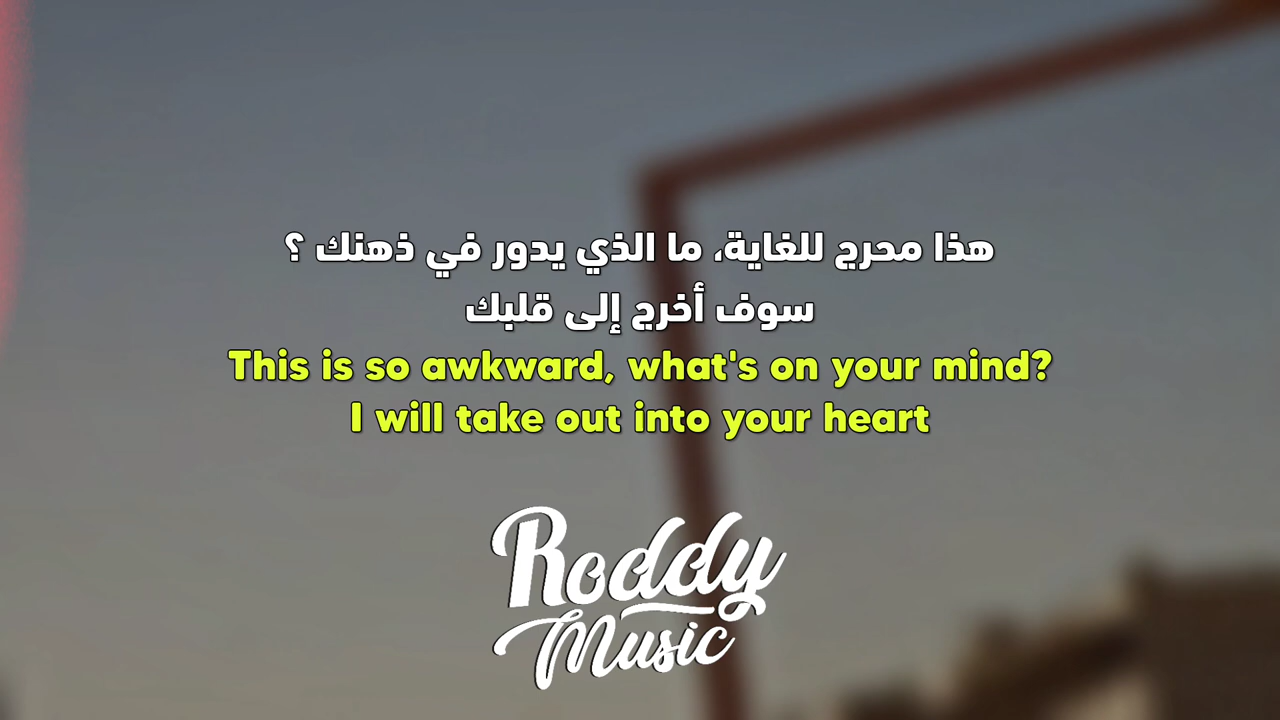 هذا محرج للغاية، ما الذي يدور في ذهنك ؟
سوف أخرج إلى قلبك
This is so awkward, what's on your mind?
I will take out into your heart
Roddy
Music